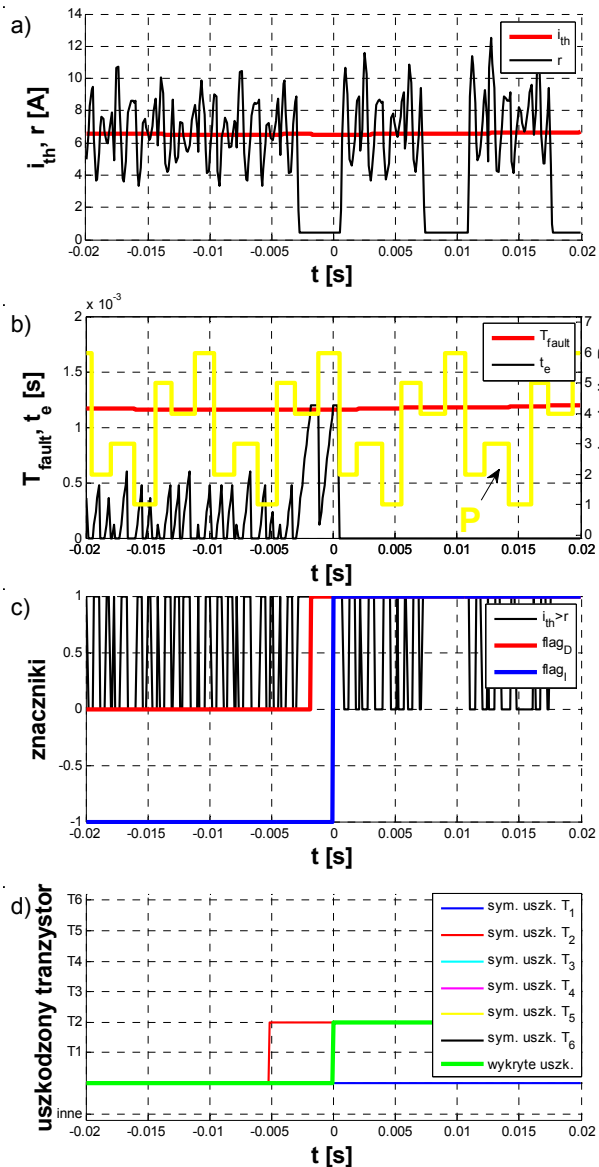 a)
14
12
10
8
6
4
2
0
i_th, r [A]
i_th
r
-0.02 -0.015 -0.01 -0.005 0 0.005 0.01 0.015 0.02
t [s]
b)
x 10^-3
2
1.5
1
0.5
0
T_fault, t_e [s]
T_fault
t_e
7
6
5
4
3
2
1
0
P
-0.02 -0.015 -0.01 -0.005 0 0.005 0.01 0.015 0.02
t [s]
c)
1
0.5
0
-0.5
-1
znaczniki
i_th>r
flag_D
flag_I
-0.02 -0.015 -0.01 -0.005 0 0.005 0.01 0.015 0.02
t [s]
d)
T6
T5
T4
T3
T2
T1
inne
uszkodzony tranzystor
sym. uszk. T_1
sym. uszk. T_2
sym. uszk. T_3
sym. uszk. T_4
sym. uszk. T_5
sym. uszk. T_6
wykryte uszk.
-0.02 -0.015 -0.01 -0.005 0 0.005 0.01 0.015 0.02
t [s]